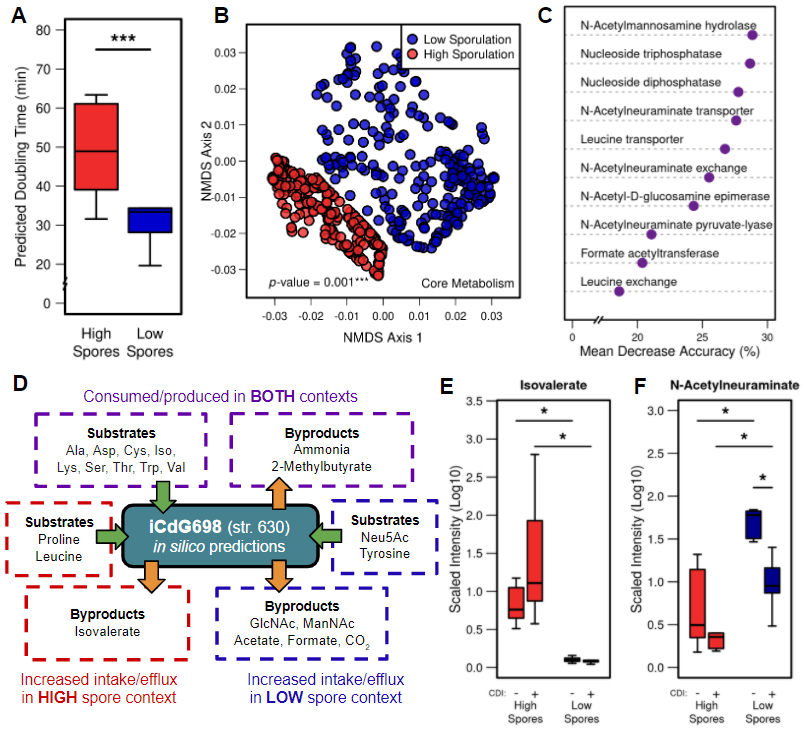 A
Predicted Doubling Time (min)
80
70
60
50
40
30
20
0
***
High
Spores
Low
Spores
B
NMDS Axis 2
0.03
0.02
0.01
0.00
-0.01
-0.02
-0.03
Low Sporulation
High Sporulation
p-value = 0.001***
Core Metabolism
-0.03
-0.02
-0.01
0.00
0.01
0.02
0.03
NMDS Axis 1
C
N-Acetylmannosamine hydrolase
Nucleoside triphosphatase
Nucleoside diphosphatase
N-Acetylneuraminate transporter
Leucine transporter
N-Acetylneuraminate exchange
N-Acetyl-D-glucosamine epimerase
N-Acetylneuraminate pyruvate-lyase
Formate acetyltransferase
Leucine exchange
0
20
25
30
Mean Decrease Accuracy (%)
D
Consumed/produced in BOTH contexts
Substrates
Ala, Asp, Cys, Iso,
Lys, Ser, Thr, Trp, Val
Byproducts
Ammonia
2-Methylbutyrate
Substrates
Proline
Leucine
iCdG698 (str. 630)
in silico predictions
Substrates
Neu5Ac
Tyrosine
Byproducts
Isovalerate
Byproducts
GlcNAc, ManNAc
Acetate, Formate, CO2
Increased intake/efflux
in HIGH spore context
Increased intake/efflux
in LOW spore context
E
Isovalerate
Scaled Intensity (Log10)
3.5
3.0
2.5
2.0
1.5
1.0
0.5
0.0
*
*
CDI: - + - +
High
Spores
Low
Spores
F
N-Acetylneuraminate
Scaled Intensity (Log10)
3.0
2.5
2.0
1.5
1.0
0.5
0.0
*
*
*
CDI: - + - +
High
Spores
Low
Spores